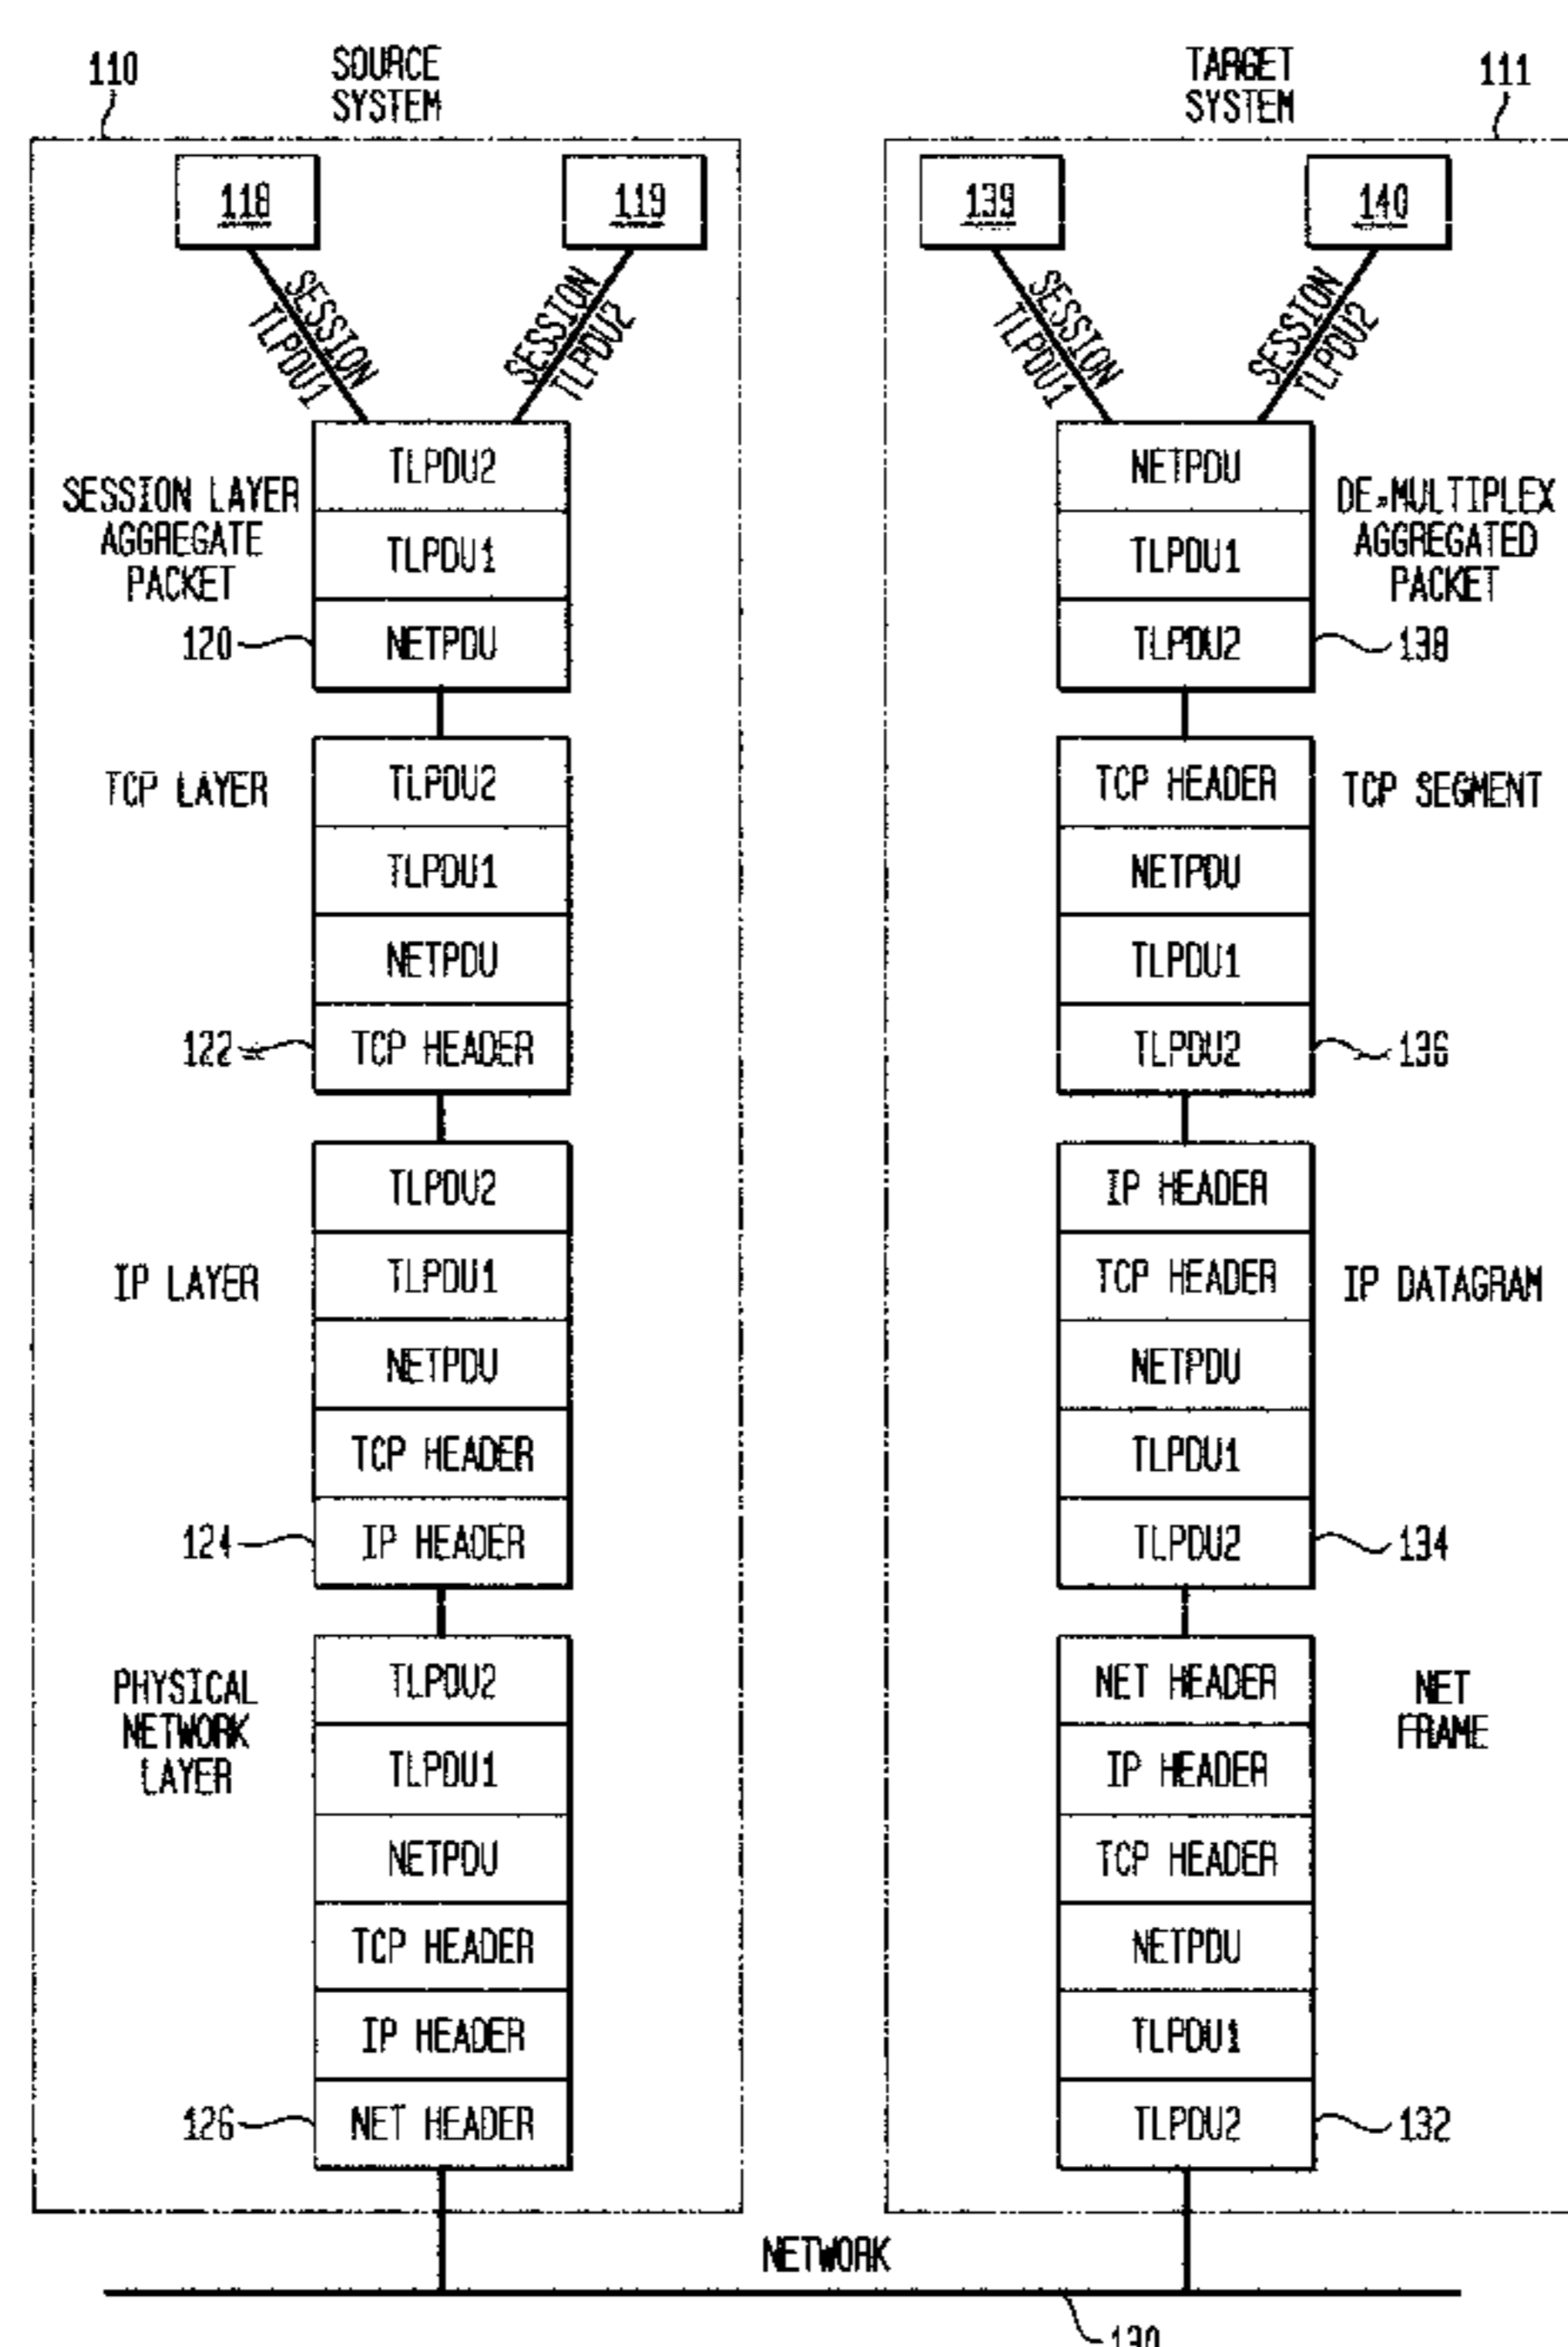 110
SOURCE
SYSTEM
118
119
SESSION
TLPDU1
SESSION
TLPDU2
SESSION LAYER
AGGREGATE
PACKET
120
TLPDU2
TLPDU1
NETPDU
TCP LAYER
122
TLPDU2
TLPDU1
NETPDU
TCP HEADER
IP LAYER
124
TLPDU2
TLPDU1
NETPDU
TCP HEADER
IP HEADER
PHYSICAL
NETWORK
LAYER
126
TLPDU2
TLPDU1
NETPDU
TCP HEADER
IP HEADER
NET HEADER
TARGET
SYSTEM
111
139
140
SESSION
TLPDU1
SESSION
TLPDU2
NETPDU
TLPDU1
TLPDU2
DE-MULTIPLEX
AGGREGATED
PACKET
138
TCP HEADER
NETPDU
TLPDU1
TLPDU2
TCP SEGMENT
136
IP HEADER
TCP HEADER
NETPDU
TLPDU1
TLPDU2
IP DATAGRAM
134
NET HEADER
IP HEADER
TCP HEADER
NETPDU
TLPDU1
TLPDU2
NET
FRAME
132
NETWORK
130